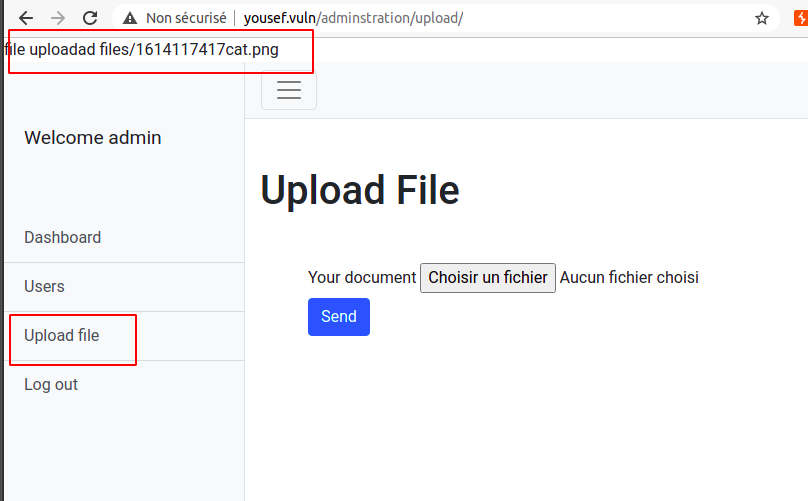 Non sécurisé yousef.vuln/adminstration/upload/
file uploadad files/1614117417cat.png
Welcome admin
Upload File
Dashboard
Your document Choisir un fichier Aucun fichier choisi
Users
Send
Upload file
Log out